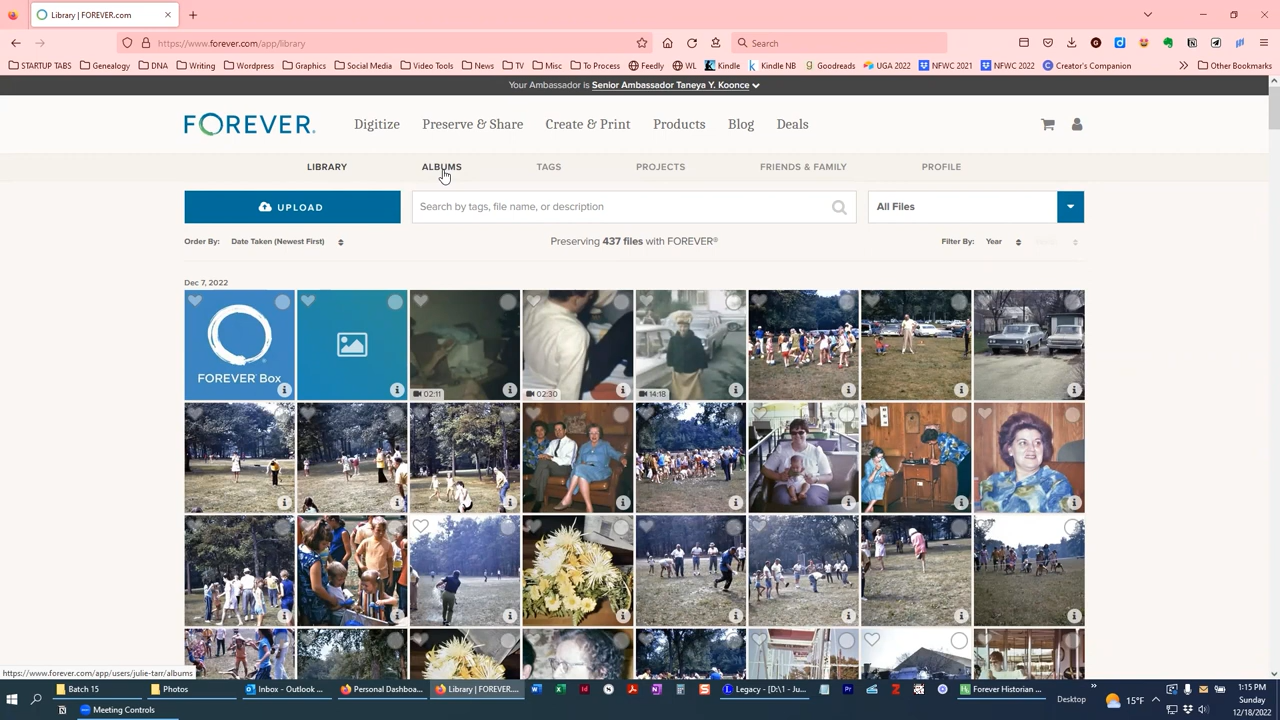 Library | FOREVER.com
https://www.forever.com/app/library
Search
STARTUP TABS Genealogy DNA Writing Wordpress Graphics Social Media Video Tools News TV Misc To Process Feedly WL Kindle Kindle NB Goodreads UGA 2022 NFWC 2021 NFWC 2022 Creator's Companion Other Bookmarks
Your Ambassador is Senior Ambassador Taneya Y. Koonce
FOREVER. Digitize Preserve & Share Create & Print Products Blog Deals
LIBRARY ALBUMS TAGS PROJECTS FRIENDS & FAMILY PROFILE
UPLOAD Search by tags, file name, or description All Files
Order By: Date Taken (Newest First) Preserving 437 files with FOREVER® Filter By: Year
Dec 7, 2022
FOREVER Box
02:11 02:30 14:18
https://www.forever.com/app/users/julie-tarr/albums
Batch 15 Photos Inbox - Outlook ... Personal Dashboa... Library | FOREVER.... Legacy - [D:\1 - Ju... Forever Historian ... Desktop 15°F 1:15 PM
Sunday
Meeting Controls 12/18/2022